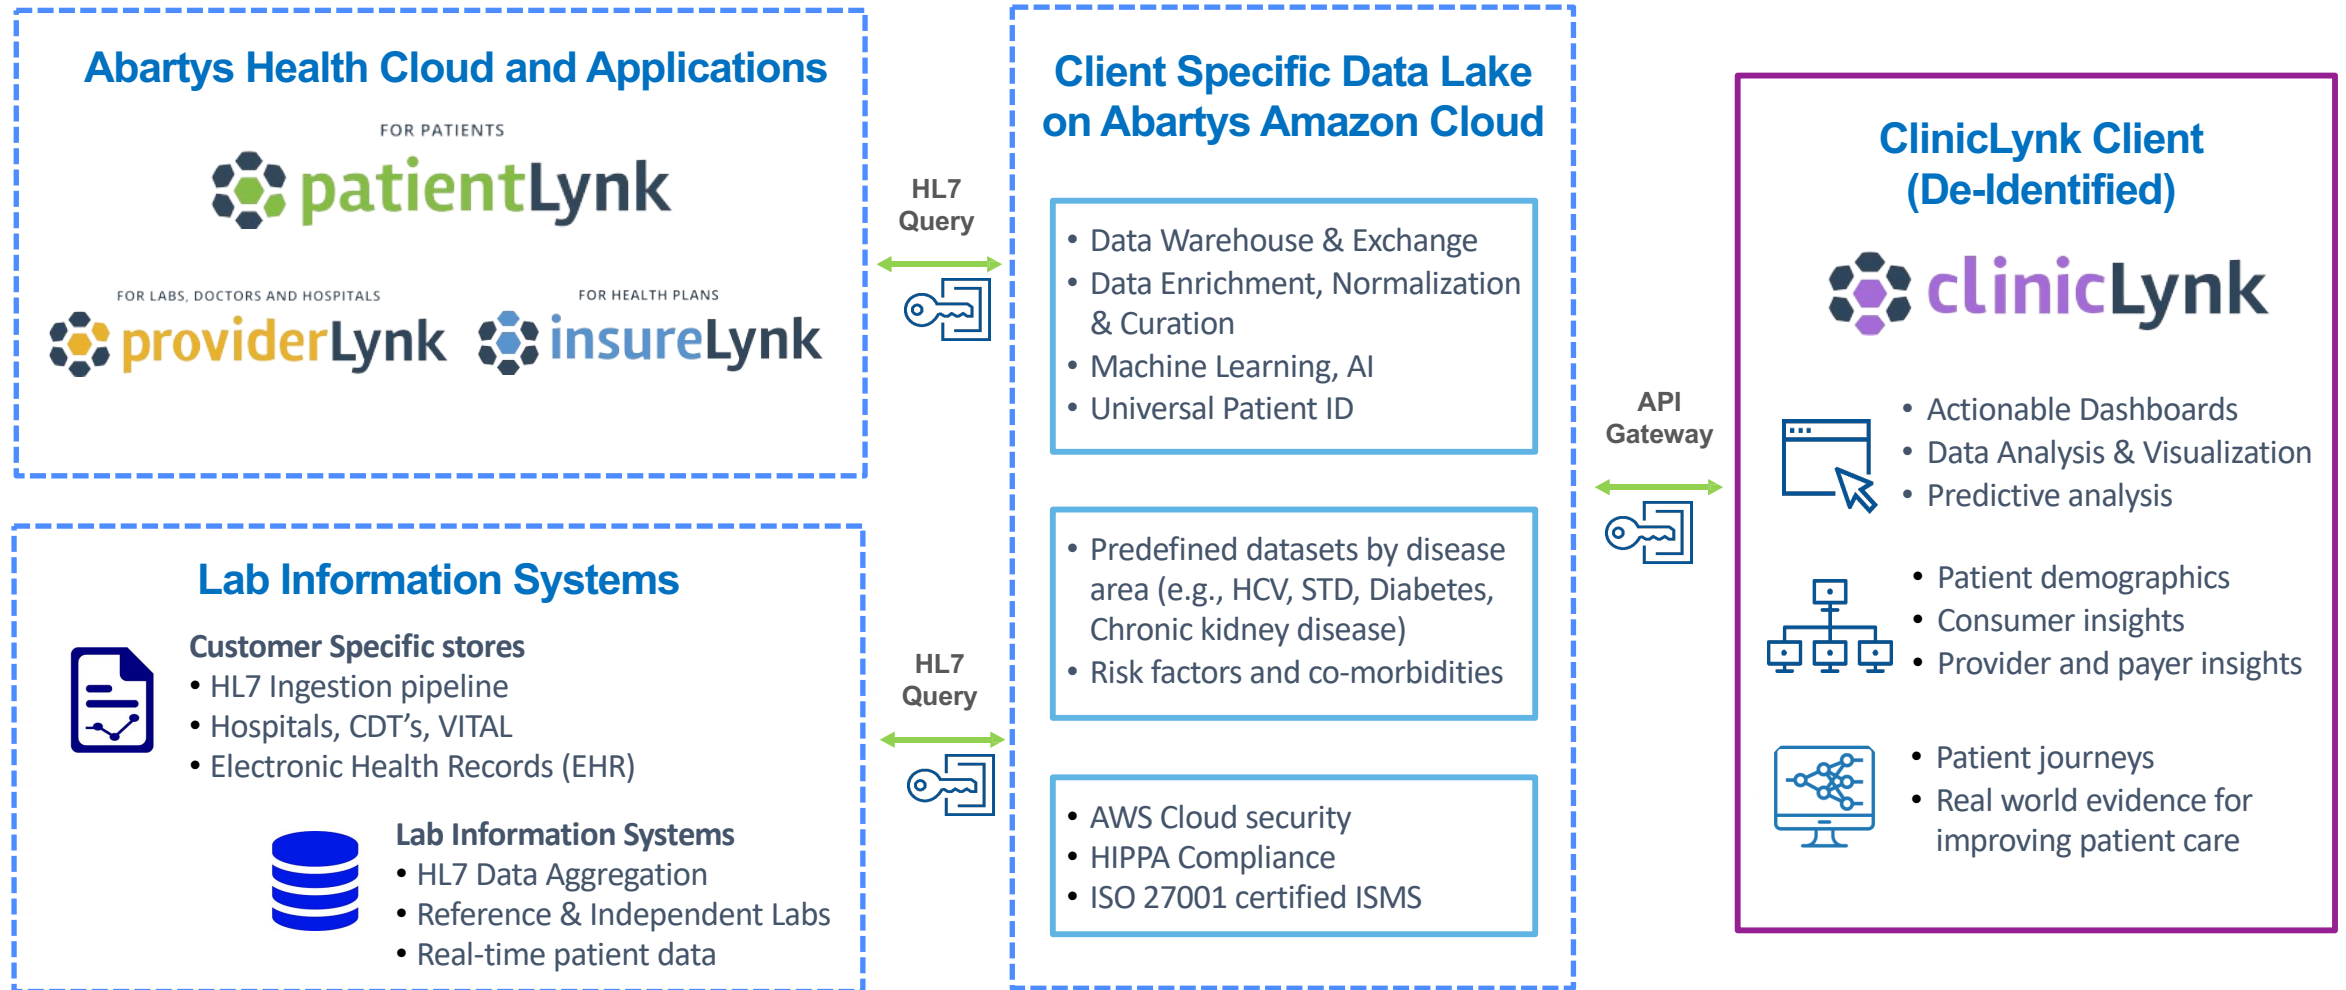 Abartys Health Cloud and Applications
FOR PATIENTS
patientLynk
FOR LABS, DOCTORS AND HOSPITALS
providerLynk
FOR HEALTH PLANS
insureLynk
Lab Information Systems
Customer Specific stores
• HL7 Ingestion pipeline
• Hospitals, CDT’s, VITAL
• Electronic Health Records (EHR)
Lab Information Systems
• HL7 Data Aggregation
• Reference & Independent Labs
• Real-time patient data
HL7
Query
HL7
Query
Client Specific Data Lake
on Abartys Amazon Cloud
• Data Warehouse & Exchange
• Data Enrichment, Normalization
& Curation
• Machine Learning, AI
• Universal Patient ID
• Predefined datasets by disease
area (e.g., HCV, STD, Diabetes,
Chronic kidney disease)
• Risk factors and co-morbidities
• AWS Cloud security
• HIPPA Compliance
• ISO 27001 certified ISMS
API
Gateway
ClinicLynk Client
(De-Identified)
clinicLynk
• Actionable Dashboards
• Data Analysis & Visualization
• Predictive analysis
• Patient demographics
• Consumer insights
• Provider and payer insights
• Patient journeys
• Real world evidence for
improving patient care